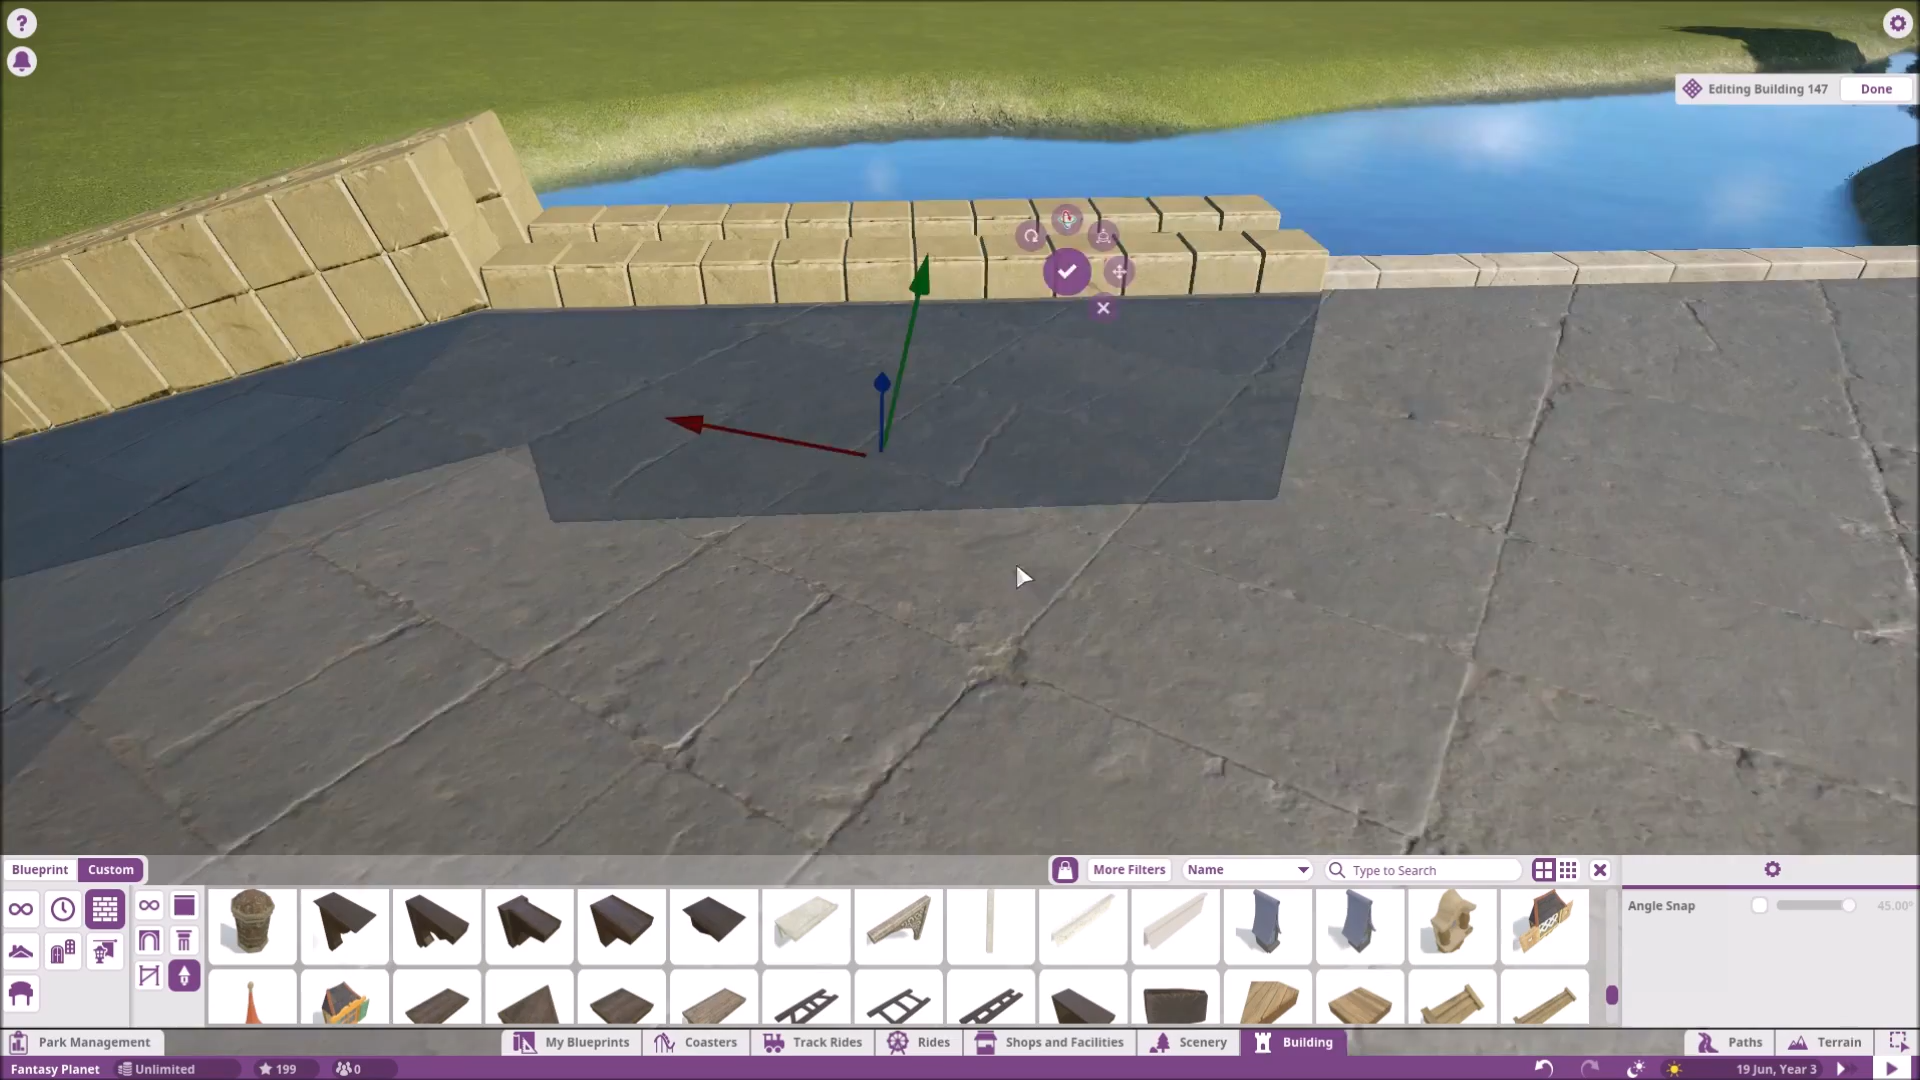 ?
Editing Building 147
Done
Blueprint
Custom
More Filters
Name
Type to Search
Angle Snap
45.00°
Park Management
My Blueprints
Coasters
Track Rides
Rides
Shops and Facilities
Scenery
Building
Paths
Terrain
Fantasy Planet
Unlimited
199
0
19 Jun, Year 3